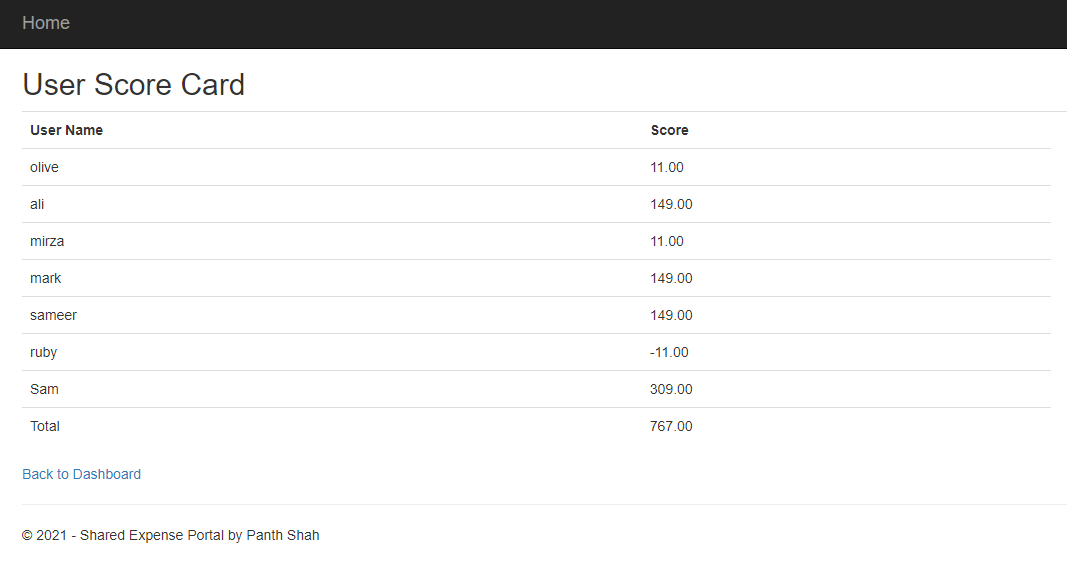 Home
User Score Card
User Name Score
olive 11.00
ali 149.00
mirza 11.00
mark 149.00
sameer 149.00
ruby -11.00
Sam 309.00
Total 767.00
Back to Dashboard
© 2021 - Shared Expense Portal by Panth Shah